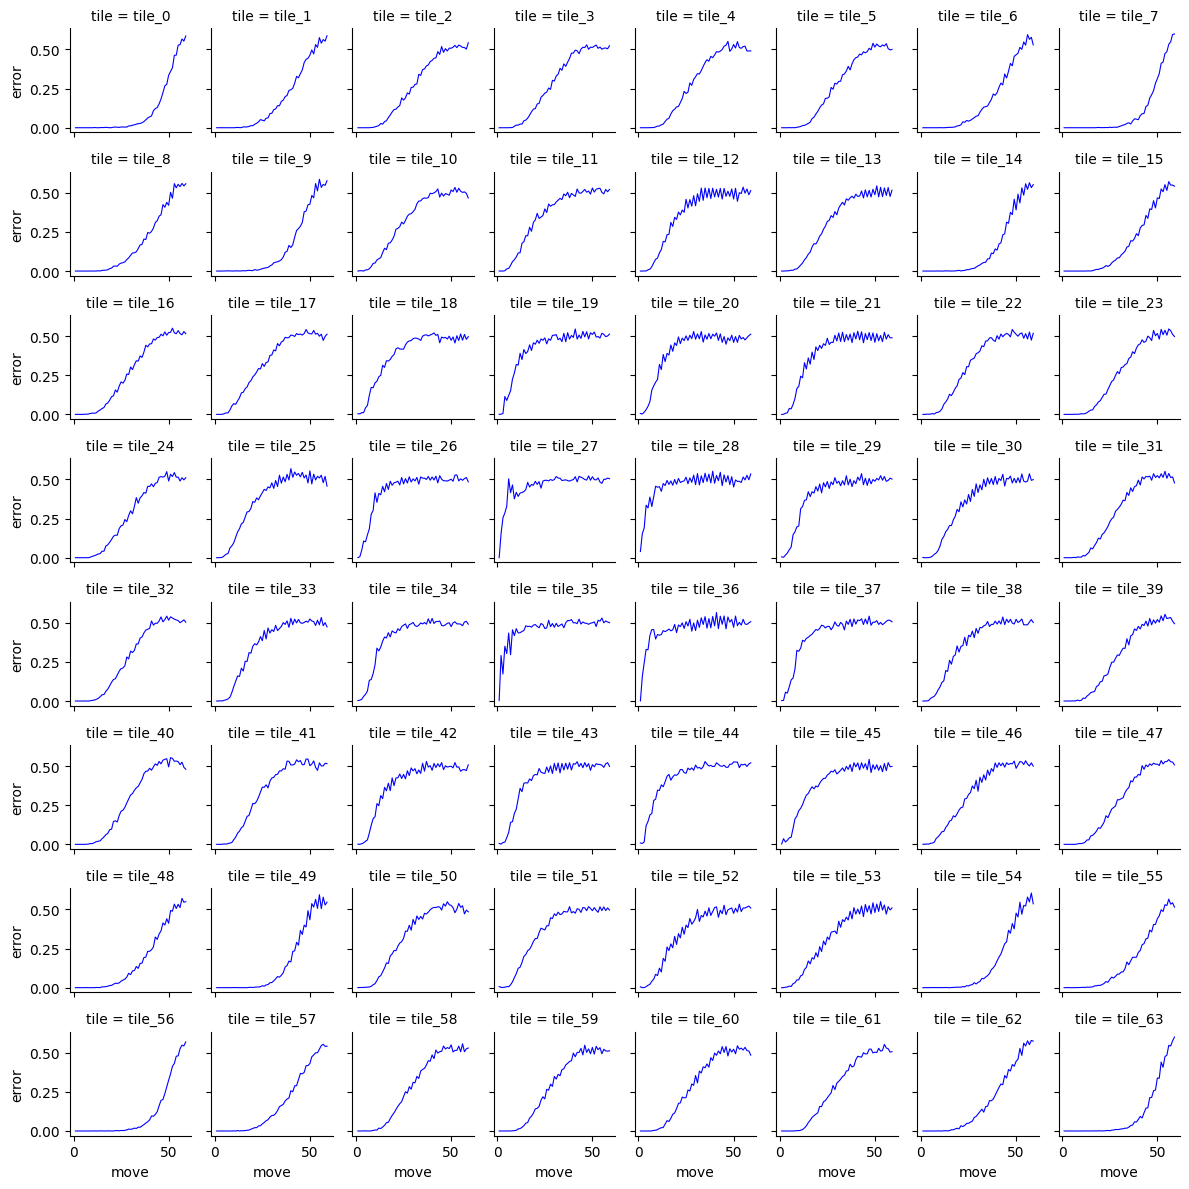 tile = tile_0 tile = tile_1 tile = tile_2 tile = tile_3 tile = tile_4 tile = tile_5 tile = tile_6 tile = tile_7
0.50
0.25
0.00
error
tile = tile_8 tile = tile_9 tile = tile_10 tile = tile_11 tile = tile_12 tile = tile_13 tile = tile_14 tile = tile_15
0.50
0.25
0.00
error
tile = tile_16 tile = tile_17 tile = tile_18 tile = tile_19 tile = tile_20 tile = tile_21 tile = tile_22 tile = tile_23
0.50
0.25
0.00
error
tile = tile_24 tile = tile_25 tile = tile_26 tile = tile_27 tile = tile_28 tile = tile_29 tile = tile_30 tile = tile_31
0.50
0.25
0.00
error
tile = tile_32 tile = tile_33 tile = tile_34 tile = tile_35 tile = tile_36 tile = tile_37 tile = tile_38 tile = tile_39
0.50
0.25
0.00
error
tile = tile_40 tile = tile_41 tile = tile_42 tile = tile_43 tile = tile_44 tile = tile_45 tile = tile_46 tile = tile_47
0.50
0.25
0.00
error
tile = tile_48 tile = tile_49 tile = tile_50 tile = tile_51 tile = tile_52 tile = tile_53 tile = tile_54 tile = tile_55
0.50
0.25
0.00
error
tile = tile_56 tile = tile_57 tile = tile_58 tile = tile_59 tile = tile_60 tile = tile_61 tile = tile_62 tile = tile_63
0.50
0.25
0.00
error
0 50 0 50 0 50 0 50 0 50 0 50 0 50 0 50
move move move move move move move move